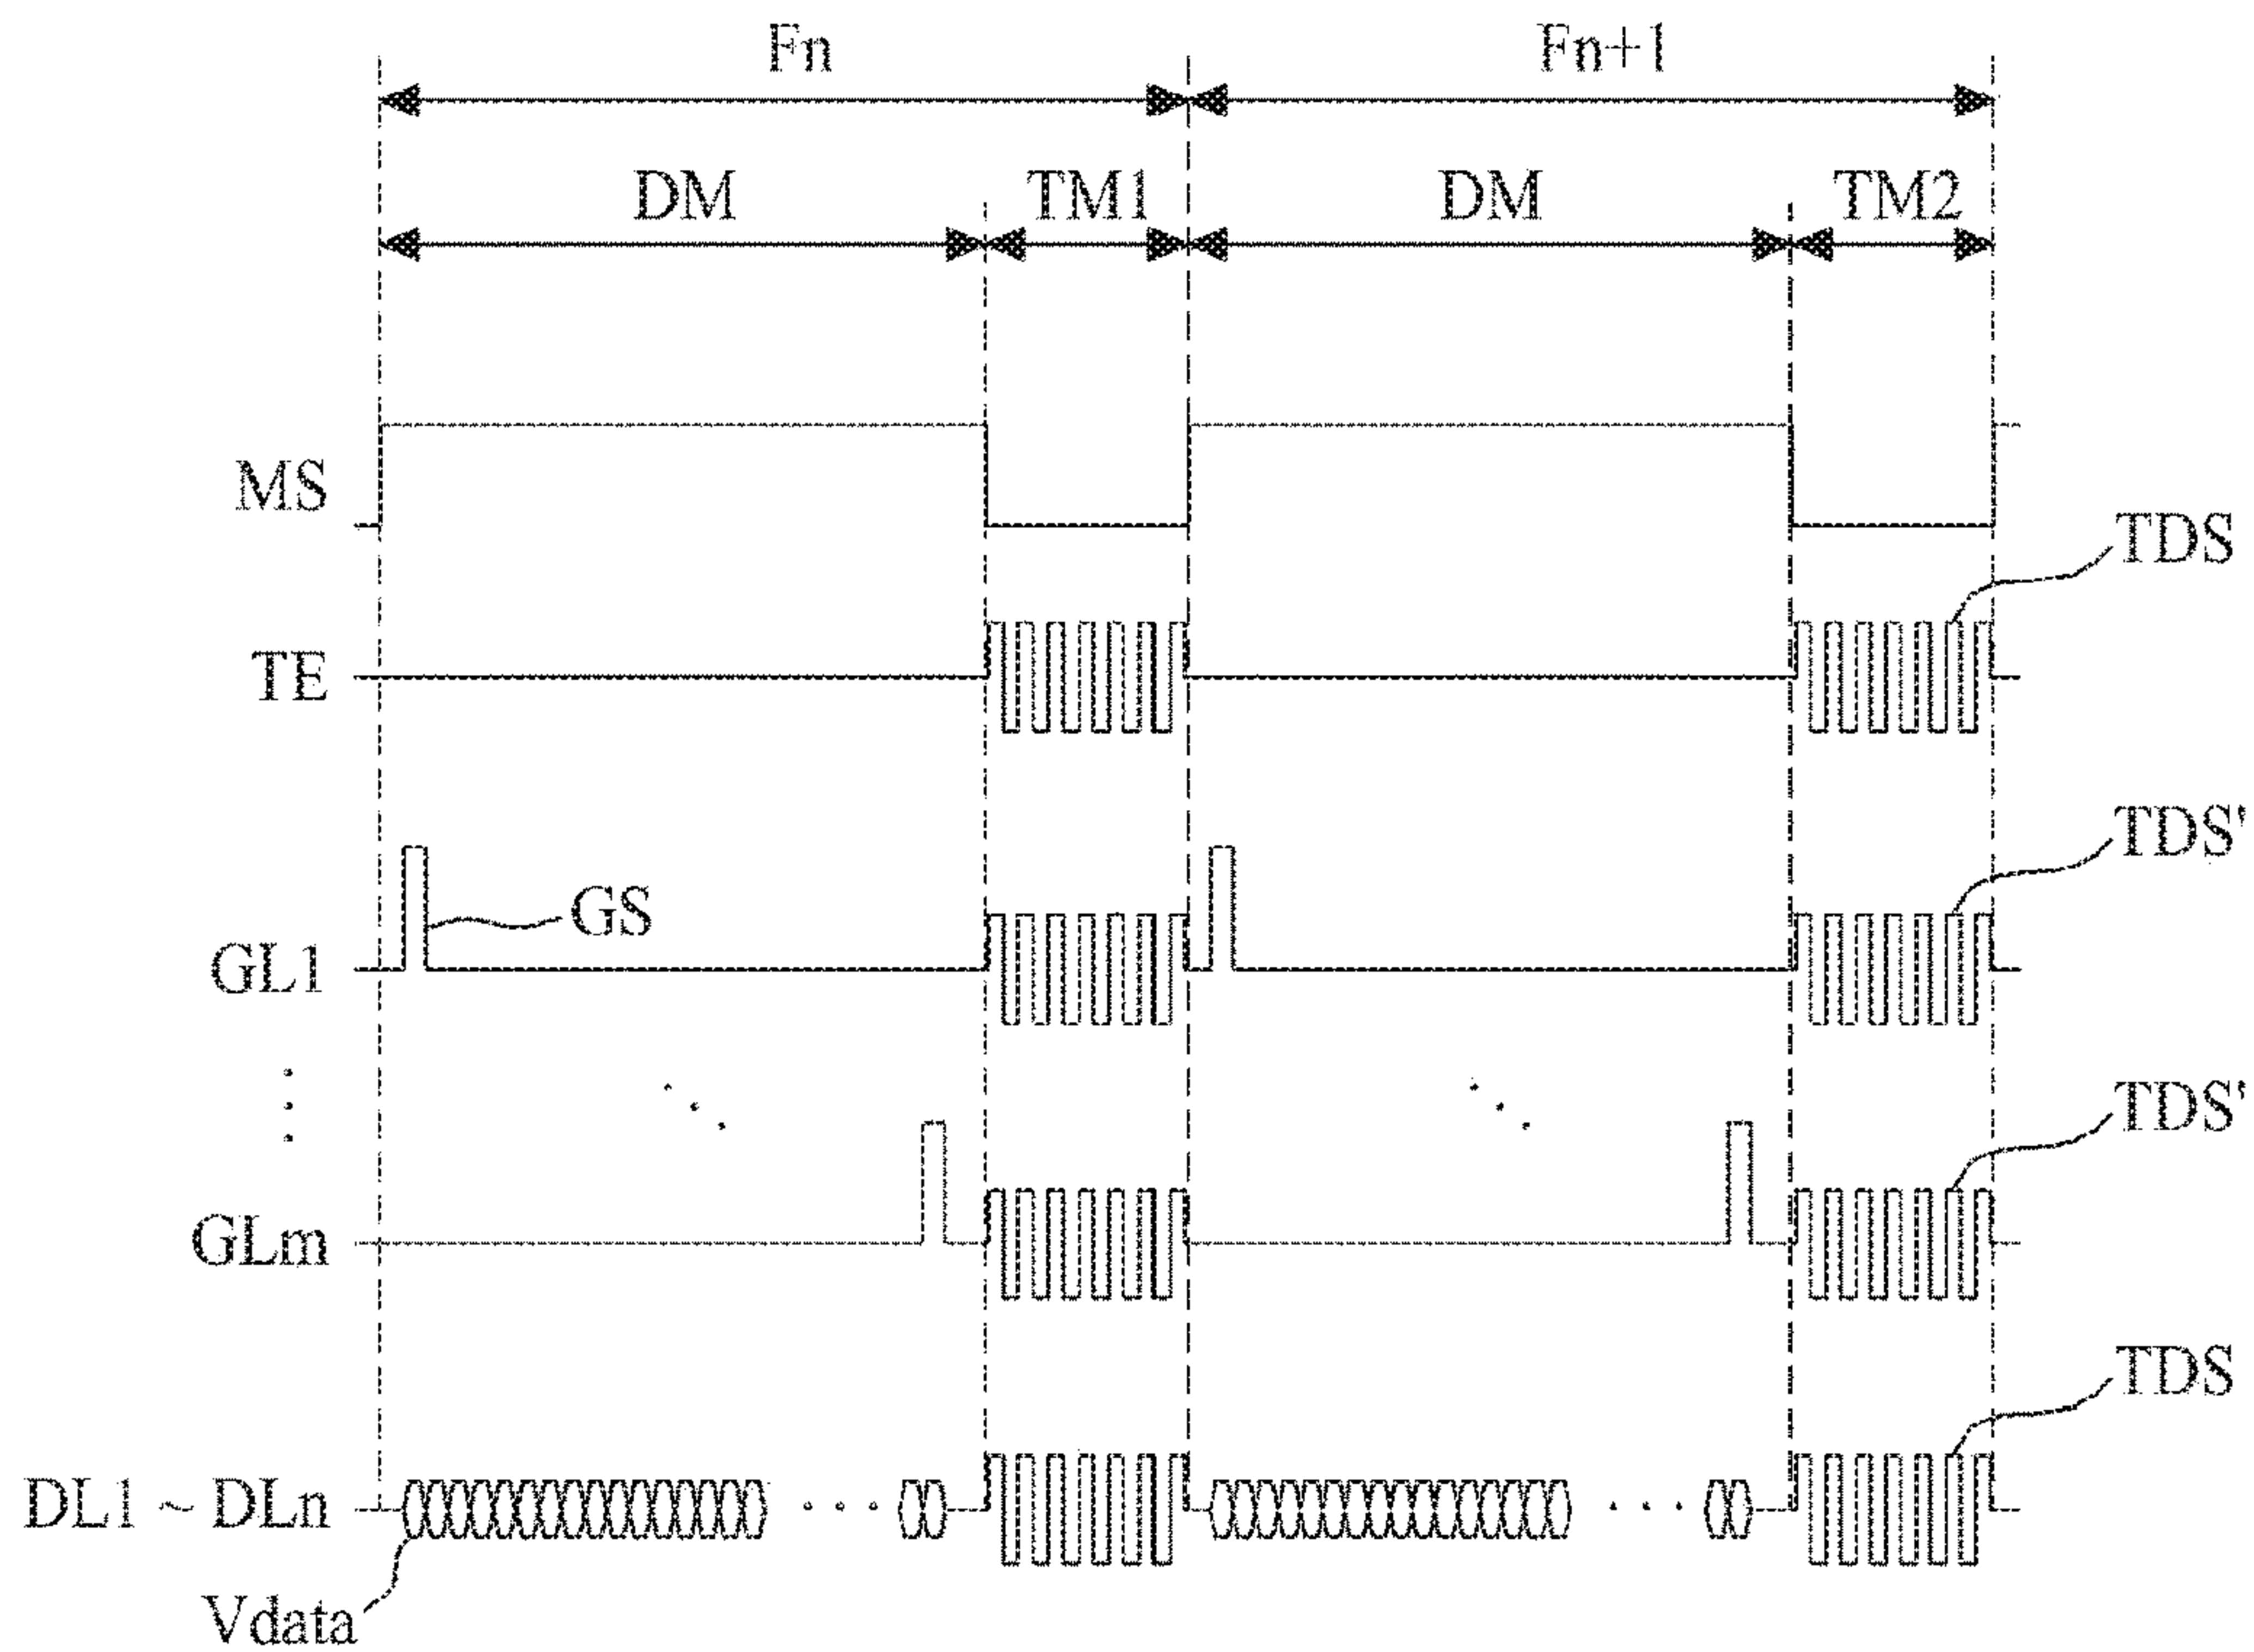 Fn Fn+1
DM TM1 DM TM2
MS
TDS
TE
TDS'
GS
GL1
TDS'
GLm
TDS
DL1 ~ DLn
Vdata